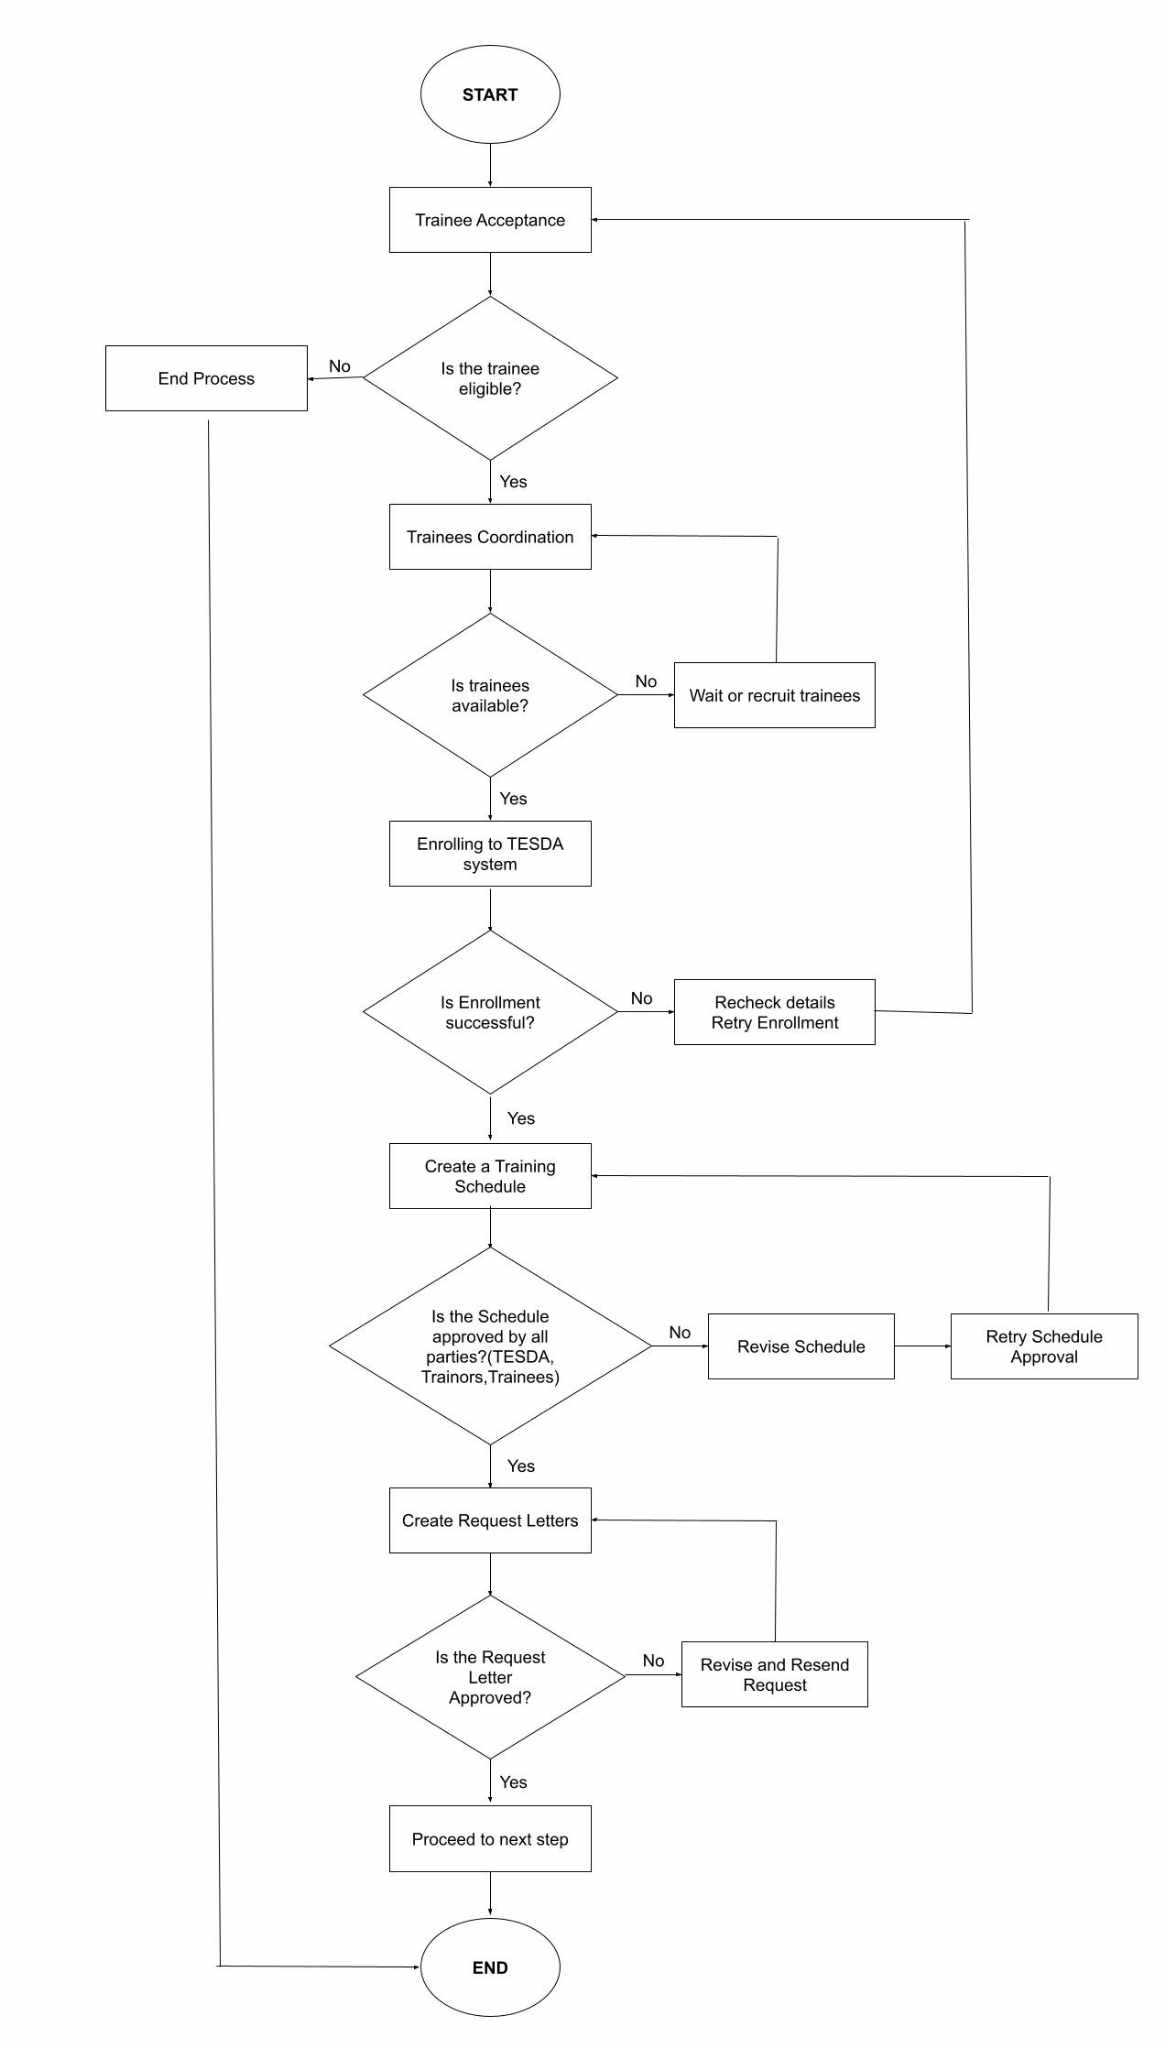 START
Trainee Acceptance
Is the trainee
eligible?
No
End Process
Yes
Trainees Coordination
Is trainees
available?
No
Wait or recruit trainees
Yes
Enrolling to TESDA
system
Is Enrollment
successful?
No
Recheck details
Retry Enrollment
Yes
Create a Training
Schedule
Is the Schedule
approved by all
parties?(TESDA,
Trainors,Trainees)
No
Revise Schedule
Retry Schedule
Approval
Yes
Create Request Letters
Is the Request
Letter
Approved?
No
Revise and Resend
Request
Yes
Proceed to next step
END